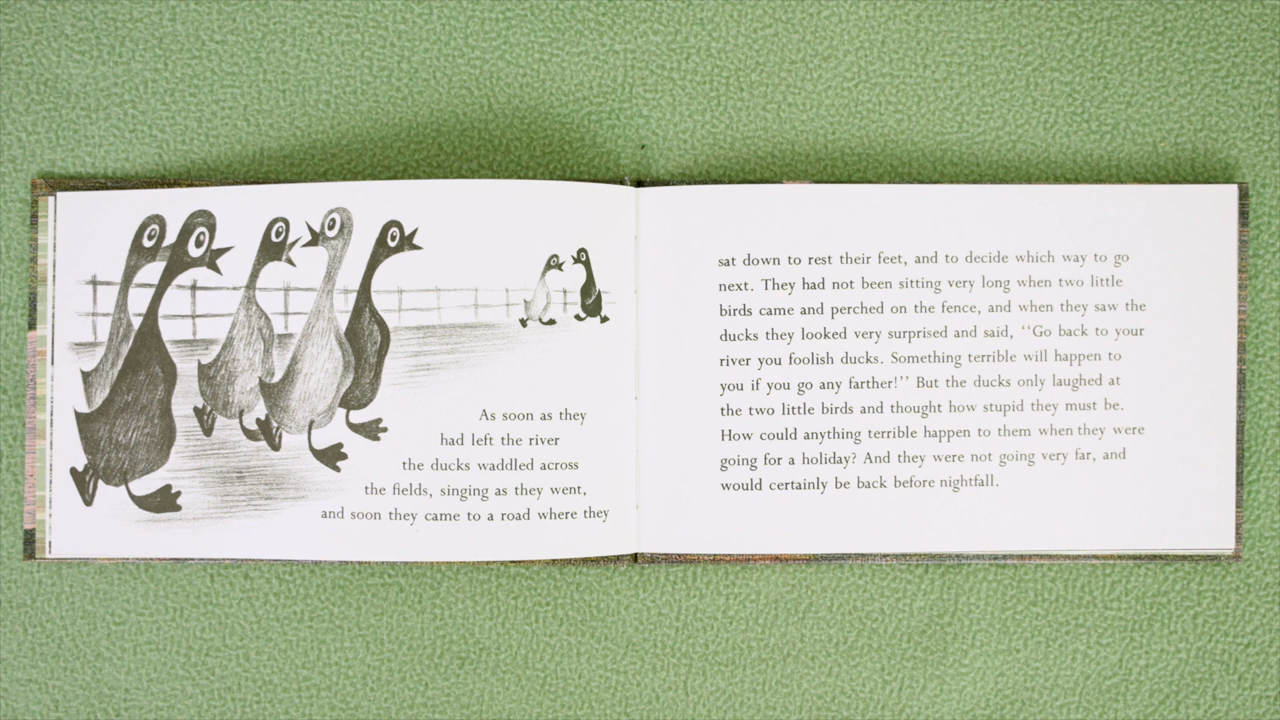 As soon as they
had left the river
the ducks waddled across
the fields, singing as they went,
and soon they came to a road where they
sat down to rest their feet, and to decide which way to go
next. They had not been sitting very long when two little
birds came and perched on the fence, and when they saw the
ducks they looked very surprised and said, ‘‘Go back to your
river you foolish ducks. Something terrible will happen to
you if you go any farther!’’ But the ducks only laughed at
the two little birds and thought how stupid they must be.
How could anything terrible happen to them when they were
going for a holiday? And they were not going very far, and
would certainly be back before nightfall.